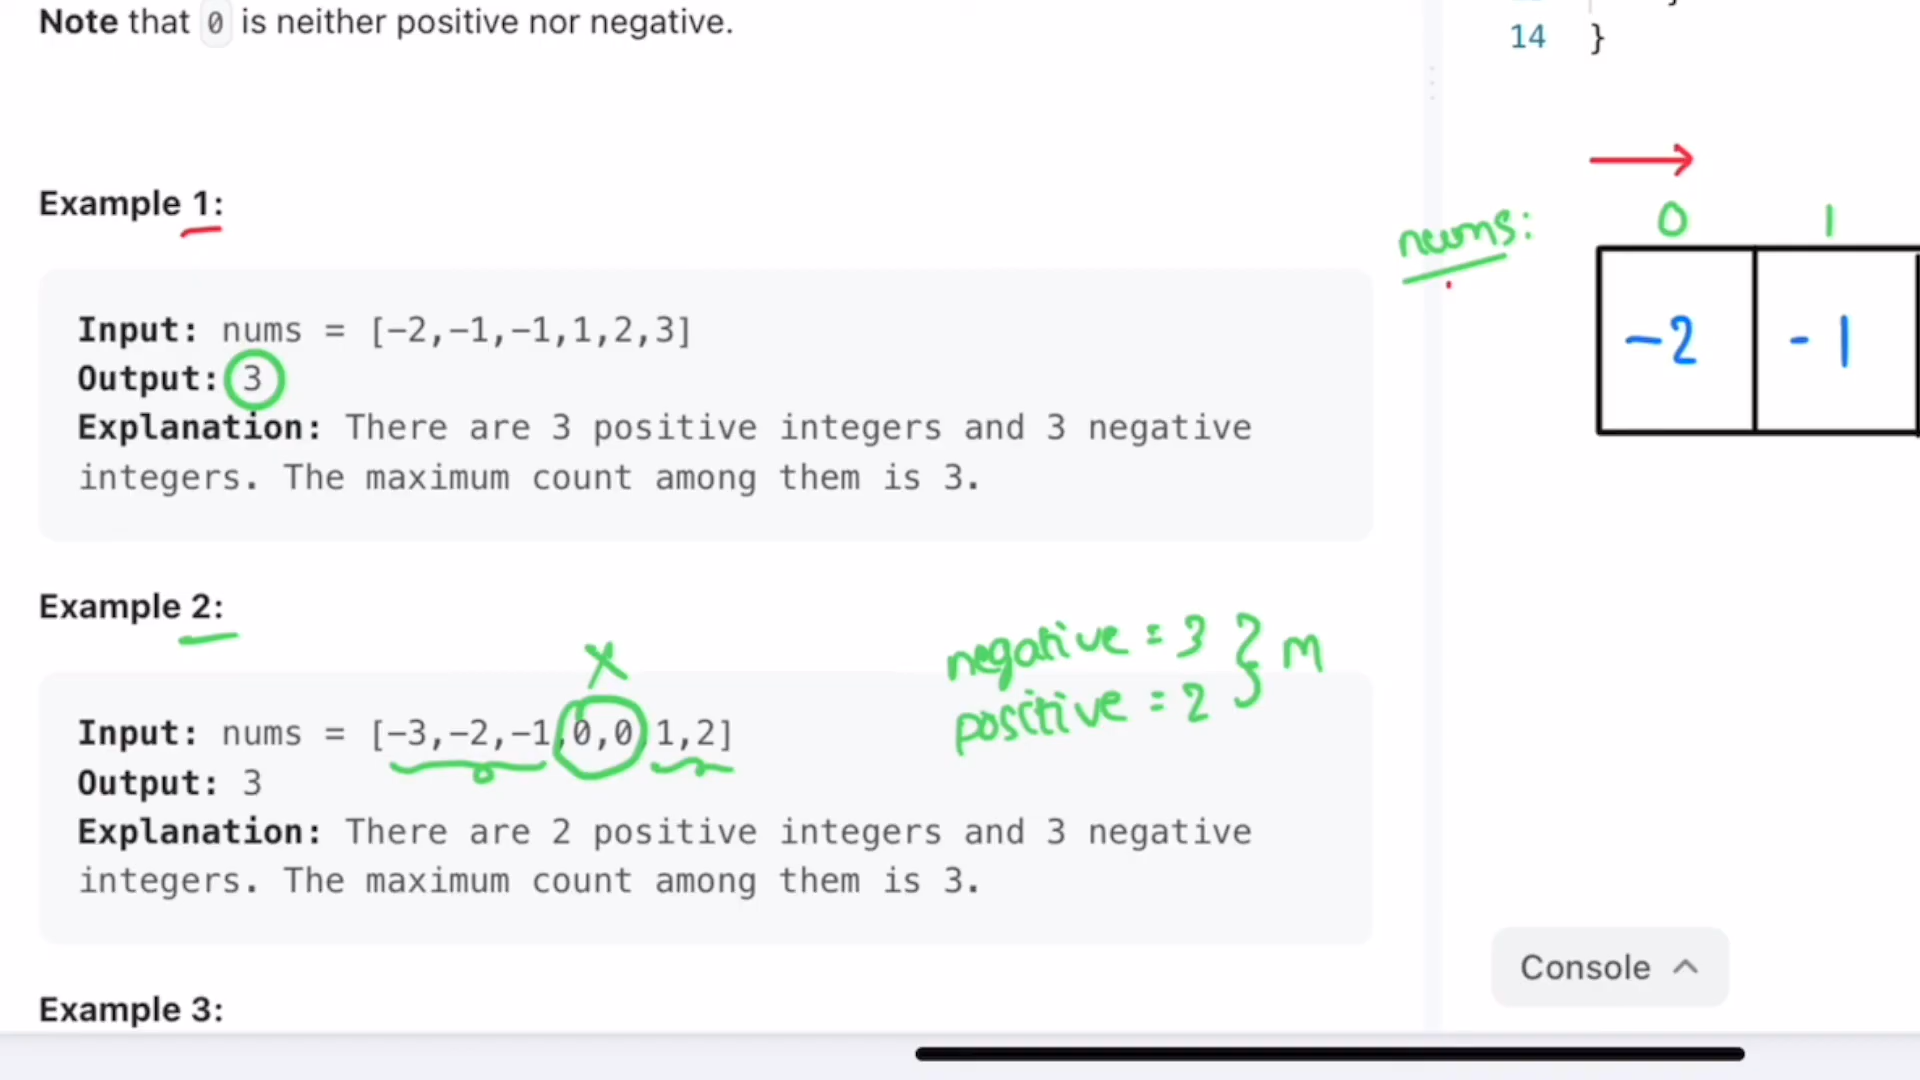 Note that 0 is neither positive nor negative.
14 }
Example 1:
nums:
0 1
-2 -1
Input: nums = [-2,-1,-1,1,2,3]
Output: 3
Explanation: There are 3 positive integers and 3 negative
integers. The maximum count among them is 3.
Example 2:
X
negative = 3 } M
positive = 2
Input: nums = [-3,-2,-1,0,0,1,2]
Output: 3
Explanation: There are 2 positive integers and 3 negative
integers. The maximum count among them is 3.
Console
Example 3: